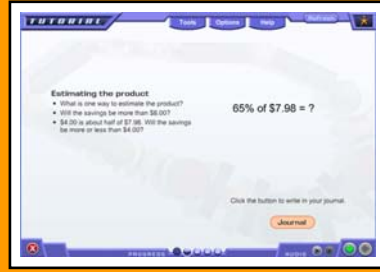 TUTORIAL
Tools Options Help Refresh
Estimating the product
• What is one way to estimate the product?
• Will the savings be more than $8.00?
• $4.00 is about half of $7.98. Will the savings
be more or less than $4.00?
65% of $7.98 = ?
Click the button to write in your journal.
Journal
PROGRESS
AUDIO